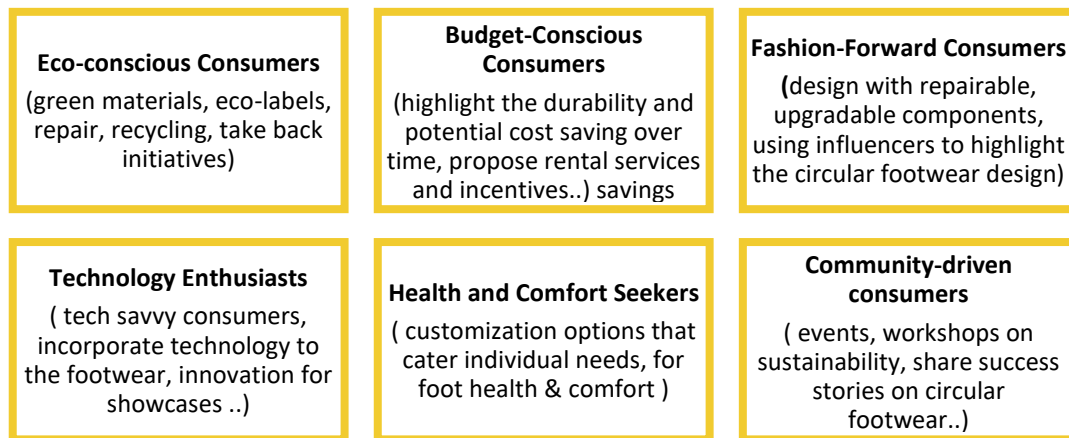 Eco-conscious Consumers
(green materials, eco-labels,
repair, recycling, take back
initiatives)
Budget-Conscious
Consumers
(highlight the durability and
potential cost saving over
time, propose rental services
and incentives..) savings
Fashion-Forward Consumers
(design with repairable,
upgradable components,
using influencers to highlight
the circular footwear design)
Technology Enthusiasts
( tech savvy consumers,
incorporate technology to
the footwear, innovation for
showcases ..)
Health and Comfort Seekers
( customization options that
cater individual needs, for
foot health & comfort )
Community-driven
consumers
( events, workshops on
sustainability, share success
stories on circular
footwear..)